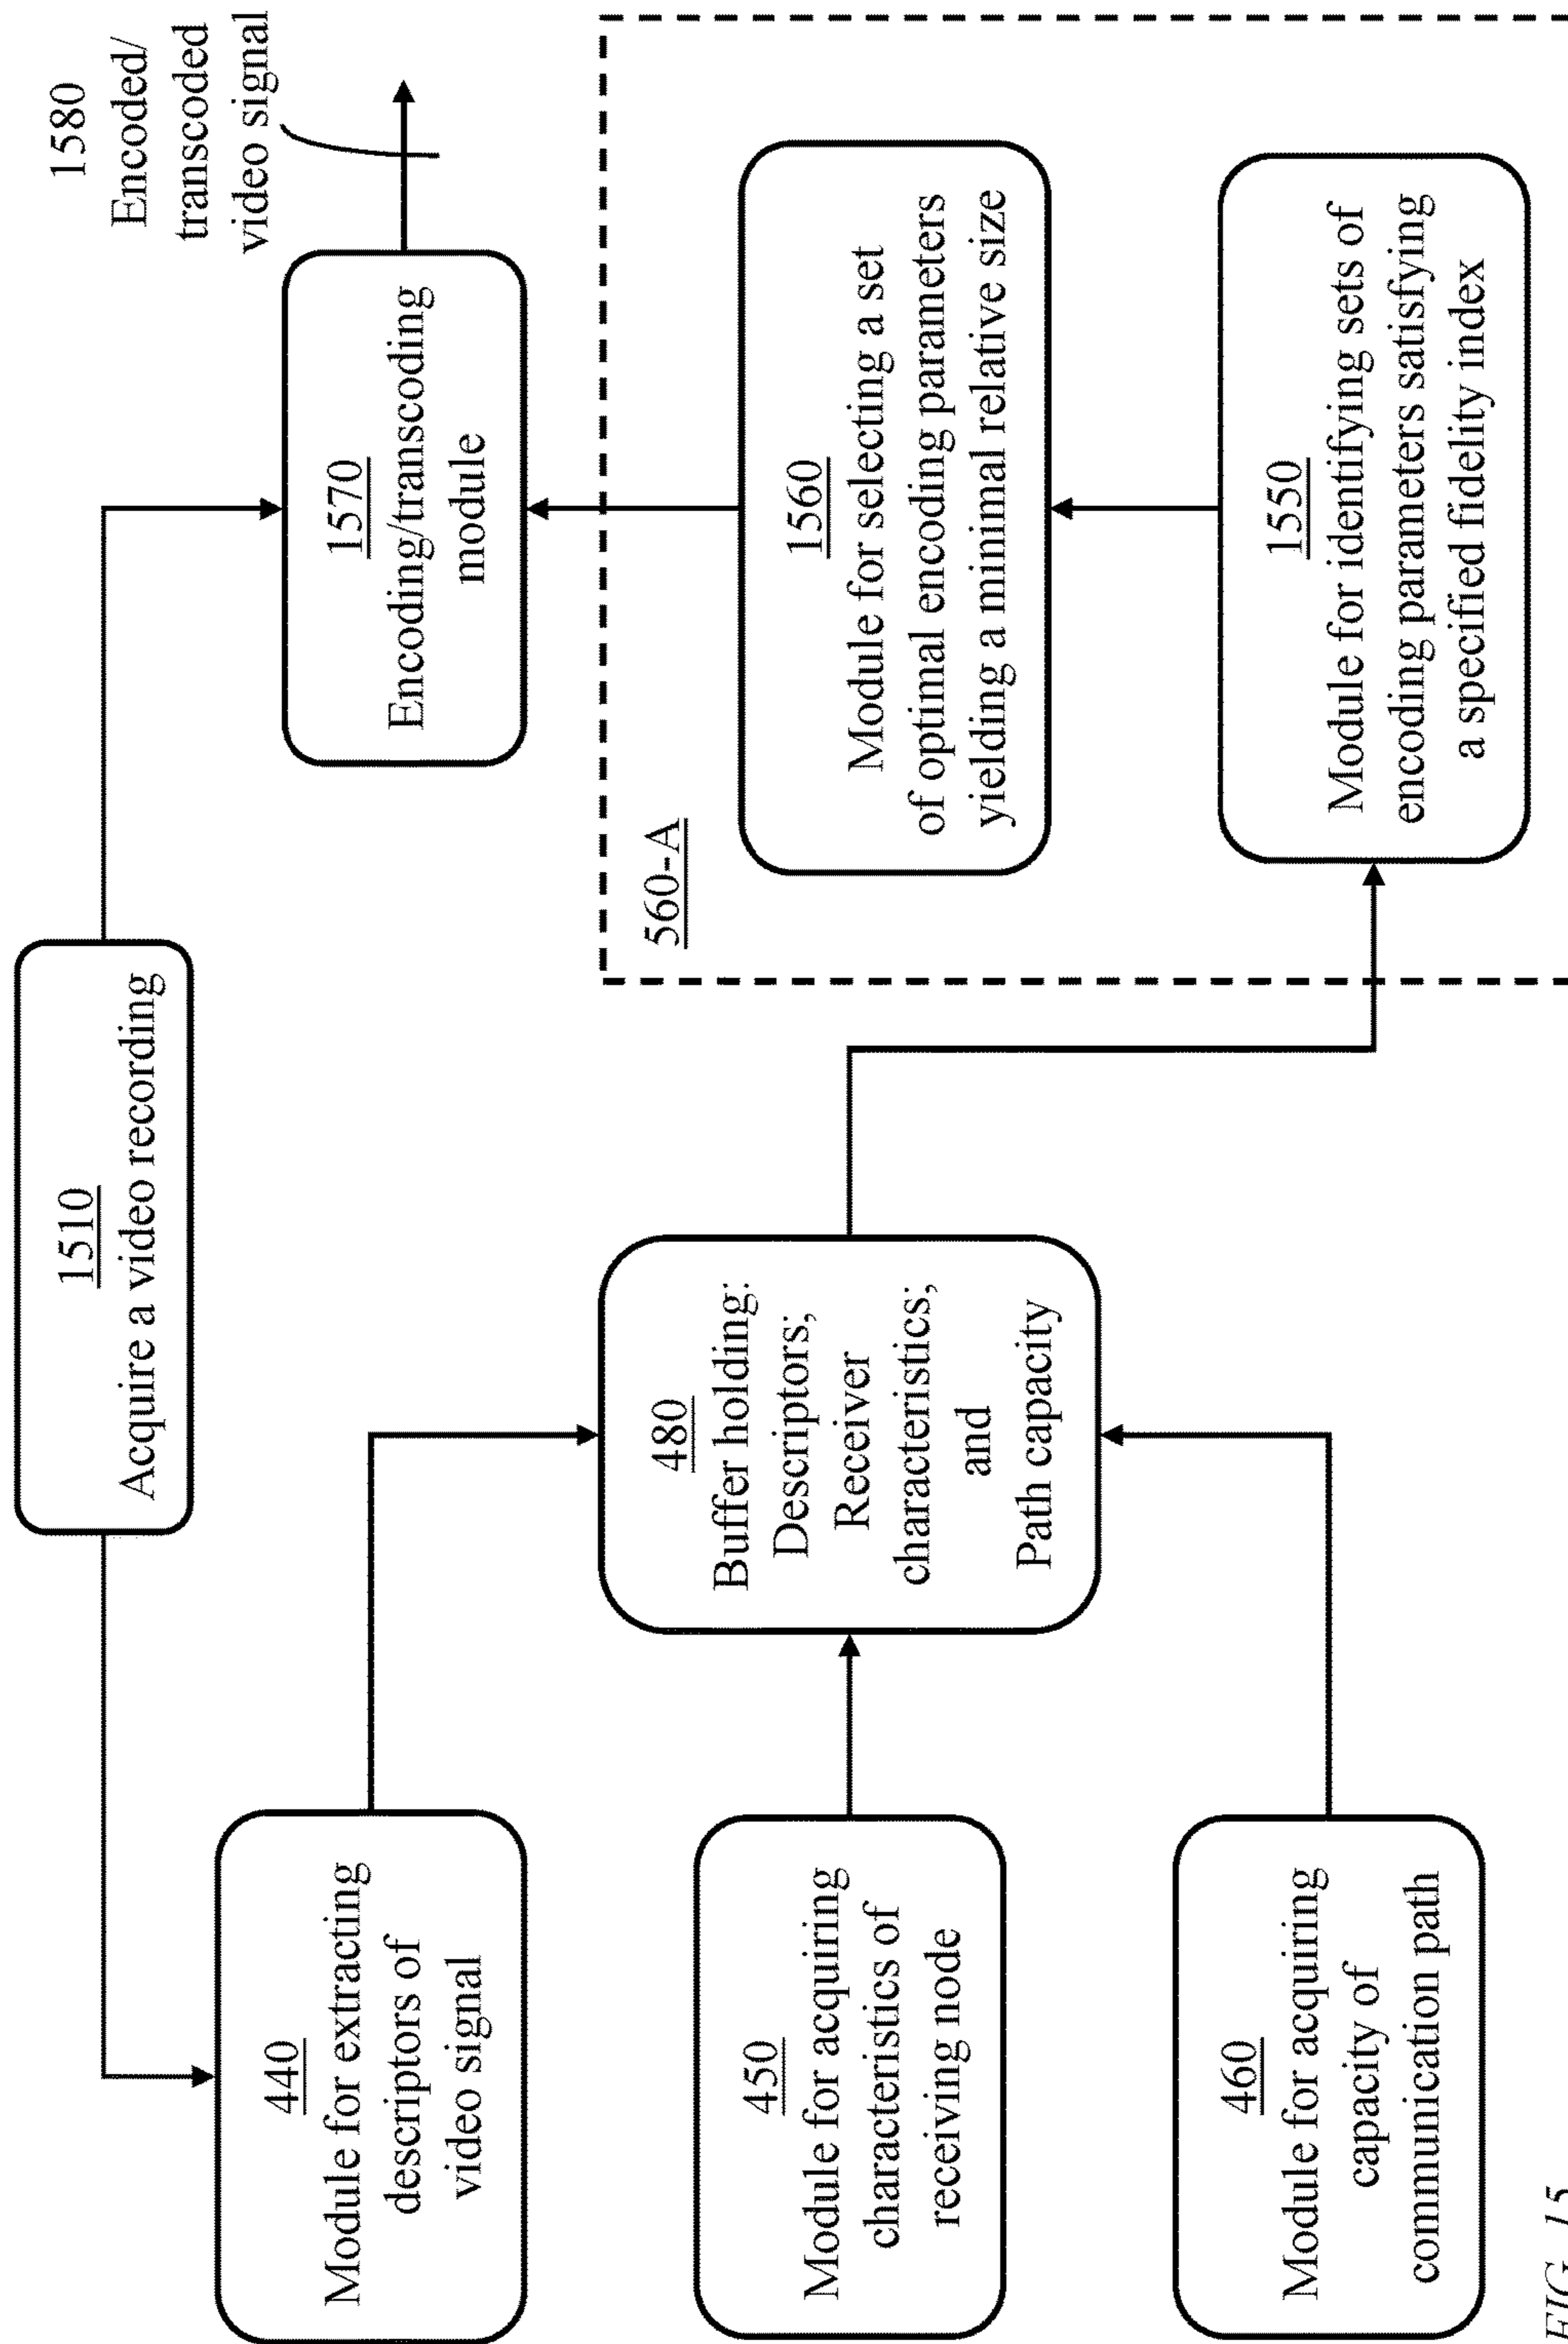 1510
Acquire a video recording
440
Module for extracting
descriptors of
video signal
450
Module for acquiring
characteristics of
receiving node
460
Module for acquiring
capacity of
communication path
480
Buffer holding:
Descriptors;
Receiver
characteristics;
and
Path capacity
1570
Encoding/transcoding
module
1580
Encoded/
transcoded
video signal
560-A
1560
Module for selecting a set
of optimal encoding parameters
yielding a minimal relative size
1550
Module for identifying sets of
encoding parameters satisfying
a specified fidelity index
FIG. 15